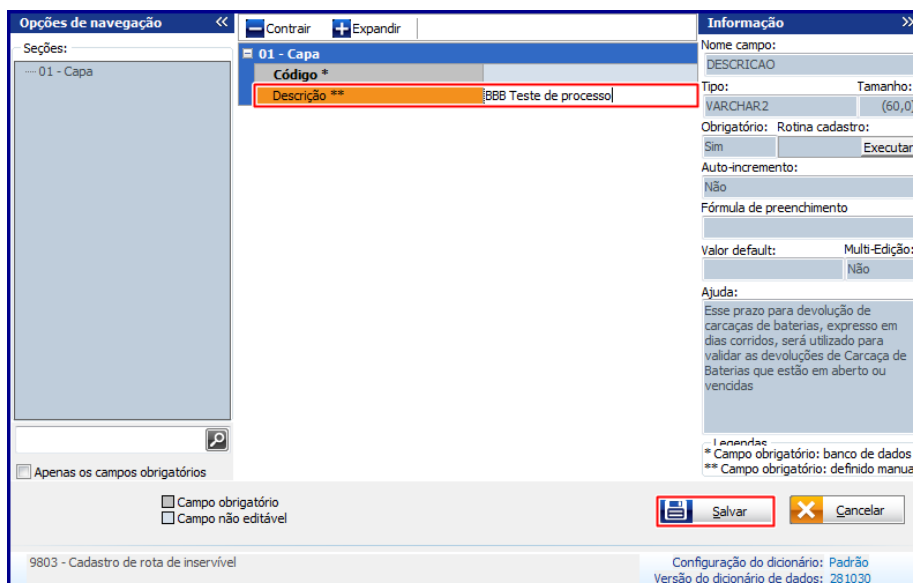 Opções de navegação «
Seções:
01 - Capa
Apenas os campos obrigatórios
Contrair Expandir
01 - Capa
Código *
Descrição ** BBB Teste de processo
Informação »
Nome campo:
DESCRICAO
Tipo: Tamanho:
VARCHAR2 (60,0)
Obrigatório: Rotina cadastro:
Sim Executar
Auto-incremento:
Não
Fórmula de preenchimento
Valor default: Multi-Edição:
Não
Ajuda:
Esse prazo para devolução de
carcaças de baterias, expresso em
dias corridos, será utilizado para
validar as devoluções de Carcaça de
Baterias que estão em aberto ou
vencidas
Legendas
* Campo obrigatório: banco de dados
** Campo obrigatório: definido manua
Campo obrigatório
Campo não editável
Salvar Cancelar
9803 - Cadastro de rota de inservível
Configuração do dicionário: Padrão
Versão do dicionário de dados: 281030